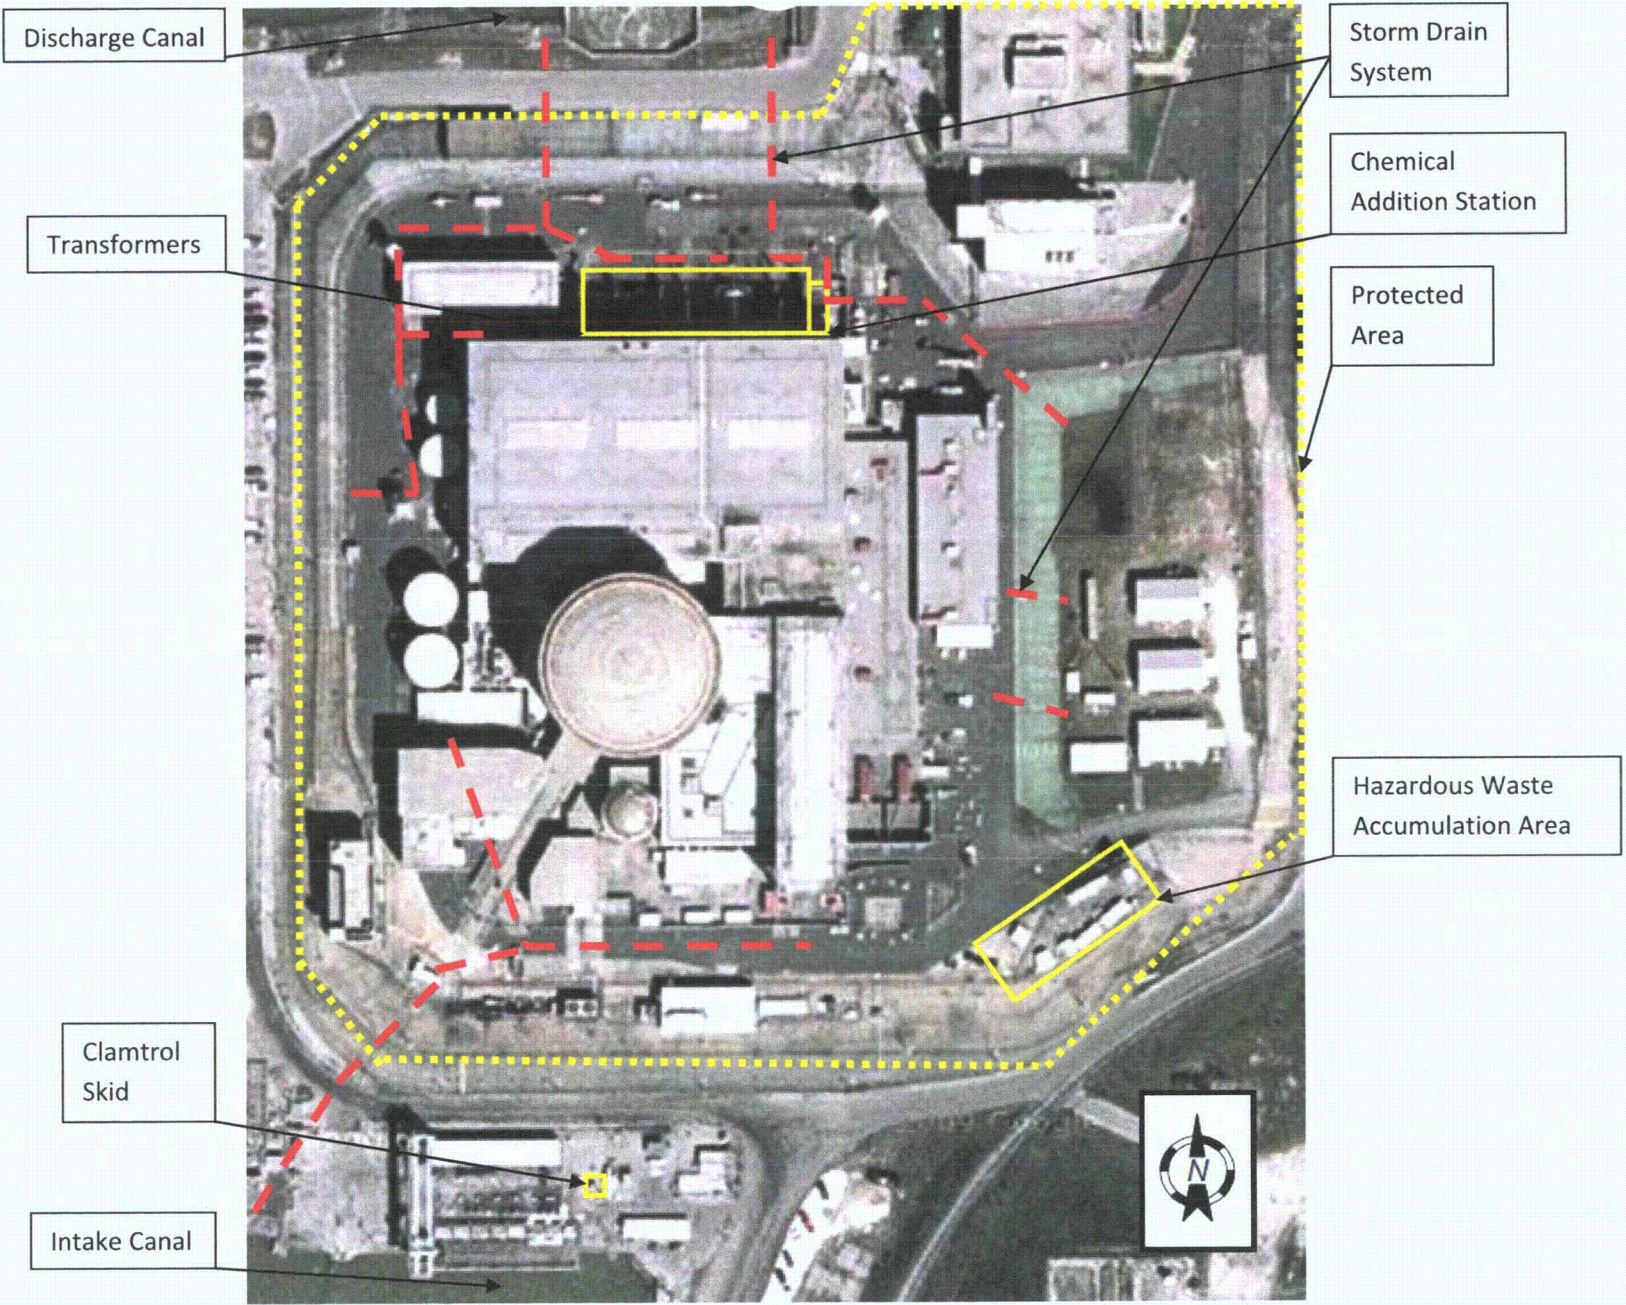 Discharge Canal
Storm Drain
System
Chemical
Addition Station
Transformers
Protected
Area
Hazardous Waste
Accumulation Area
Clamtrol
Skid
N
Intake Canal